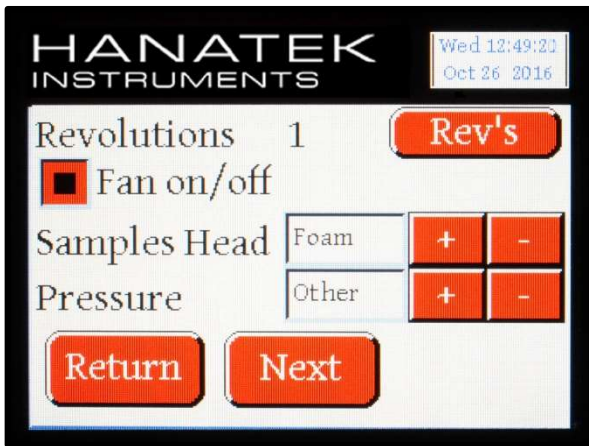 HANATEK
INSTRUMENTS
Wed 12:49:20
Oct 26 2016
Revolutions 1 Rev's
Fan on/off
Samples Head Foam + -
Pressure Other + -
Return Next